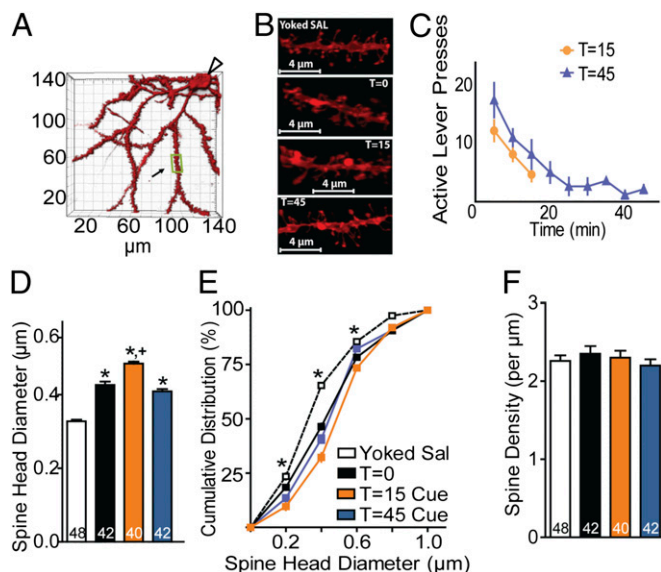 A
140
100
60
20
20 60 100 140
µm
B
Yoked SAL
4 µm
T=0
4 µm
T=15
4 µm
T=45
4 µm
C
T=15
T=45
Active Lever Presses
20
10
0 20 40
Time (min)
D
Spine Head Diameter (µm)
0.6
0.4
0.2
0.0
*
*,+
*
48 42 40 42
E
Cumulative Distribution (%)
100
75
50
25
*
*
*
Yoked Sal
T=0
T=15 Cue
T=45 Cue
0.2 0.6 1.0
Spine Head Diameter (µm)
F
Spine Density (per µm)
3
2
1
0
48 42 40 42